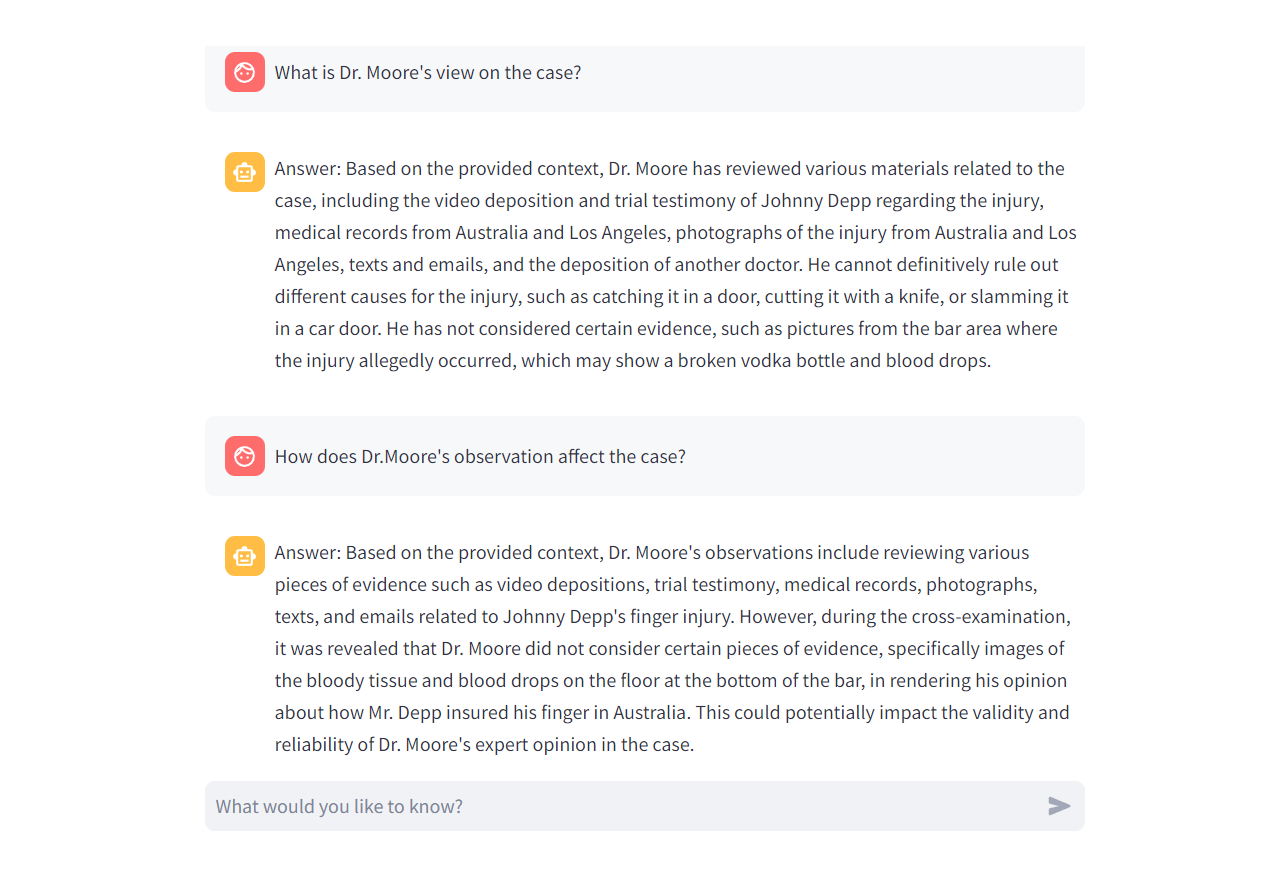 What is Dr. Moore's view on the case?
Answer: Based on the provided context, Dr. Moore has reviewed various materials related to the
case, including the video deposition and trial testimony of Johnny Depp regarding the injury,
medical records from Australia and Los Angeles, photographs of the injury from Australia and Los
Angeles, texts and emails, and the deposition of another doctor. He cannot definitively rule out
different causes for the injury, such as catching it in a door, cutting it with a knife, or slamming it
in a car door. He has not considered certain evidence, such as pictures from the bar area where
the injury allegedly occurred, which may show a broken vodka bottle and blood drops.
How does Dr.Moore's observation affect the case?
Answer: Based on the provided context, Dr. Moore's observations include reviewing various
pieces of evidence such as video depositions, trial testimony, medical records, photographs,
texts, and emails related to Johnny Depp's finger injury. However, during the cross-examination,
it was revealed that Dr. Moore did not consider certain pieces of evidence, specifically images of
the bloody tissue and blood drops on the floor at the bottom of the bar, in rendering his opinion
about how Mr. Depp insured his finger in Australia. This could potentially impact the validity and
reliability of Dr. Moore's expert opinion in the case.
What would you like to know?